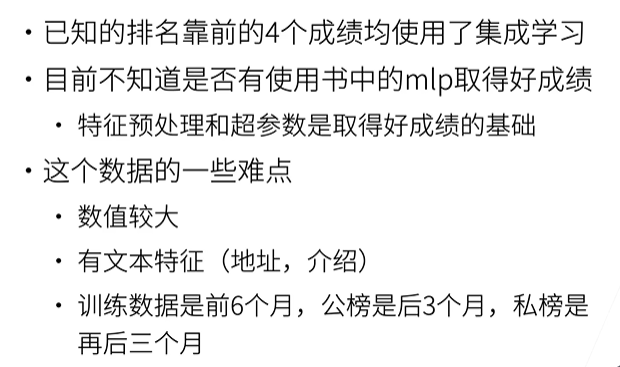 • 已知的排名靠前的4个成绩均使用了集成学习
• 目前不知道是否有使用书中的mlp取得好成绩
• 特征预处理和超参数是取得好成绩的基础
• 这个数据的一些难点
• 数值较大
• 有文本特征（地址，介绍）
• 训练数据是前6个月，公榜是后3个月，私榜是
再后三个月